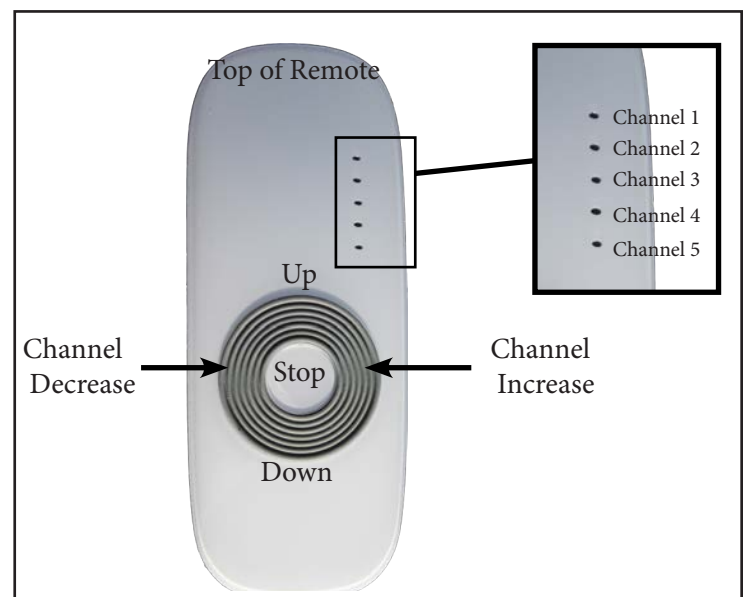 Top of Remote
Channel 1
Channel 2
Channel 3
Channel 4
Channel 5
Up
Channel
Decrease
Stop
Channel
Increase
Down